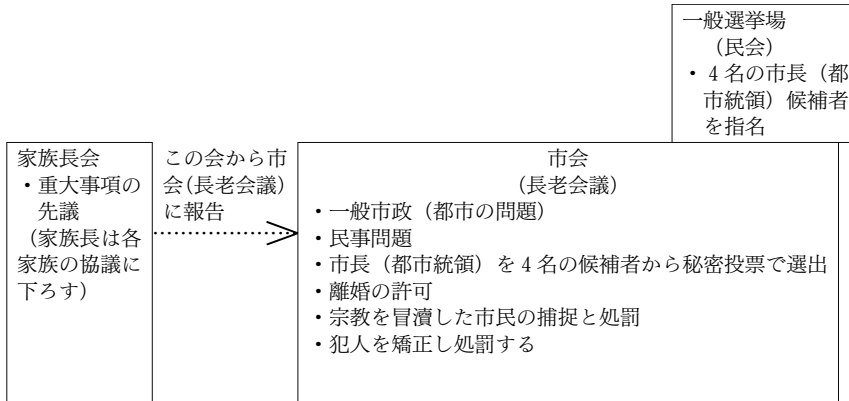 一般選挙場
（民会）
・４名の市長（都
市統領）候補者
を指名
家族長会
・重大事項の
先議
（家族長は各
家族の協議に
下ろす）
この会から市
会（長老会議）
に報告
市会
（長老会議）
・一般市政（都市の問題）
・民事問題
・市長（都市統領）を４名の候補者から秘密投票で選出
・離婚の許可
・宗教を冒瀆した市民の捕捉と処罰
・犯人を矯正し処罰する